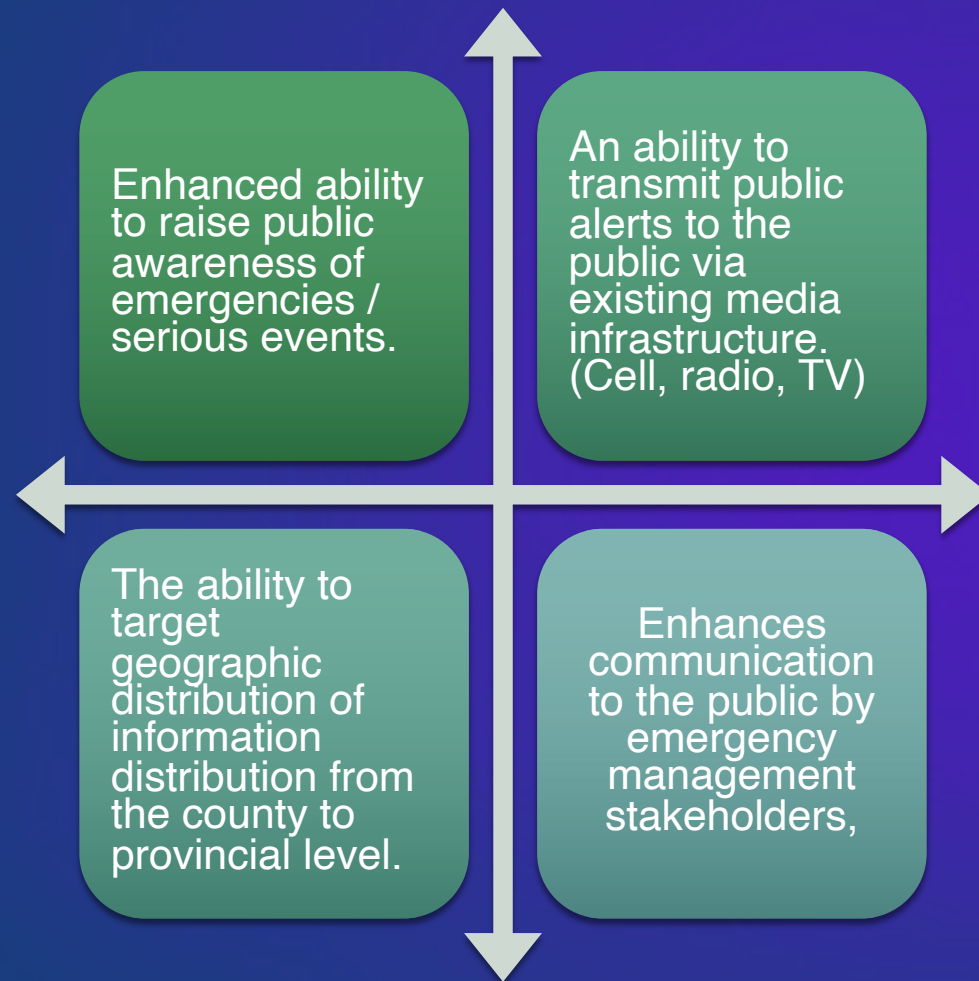 Enhanced ability
to raise public
awareness of
emergencies /
serious events.
An ability to
transmit public
alerts to the
public via
existing media
infrastructure.
(Cell, radio, TV)
The ability to
target
geographic
distribution of
information
distribution from
the county to
provincial level.
Enhances
communication
to the public by
emergency
management
stakeholders,